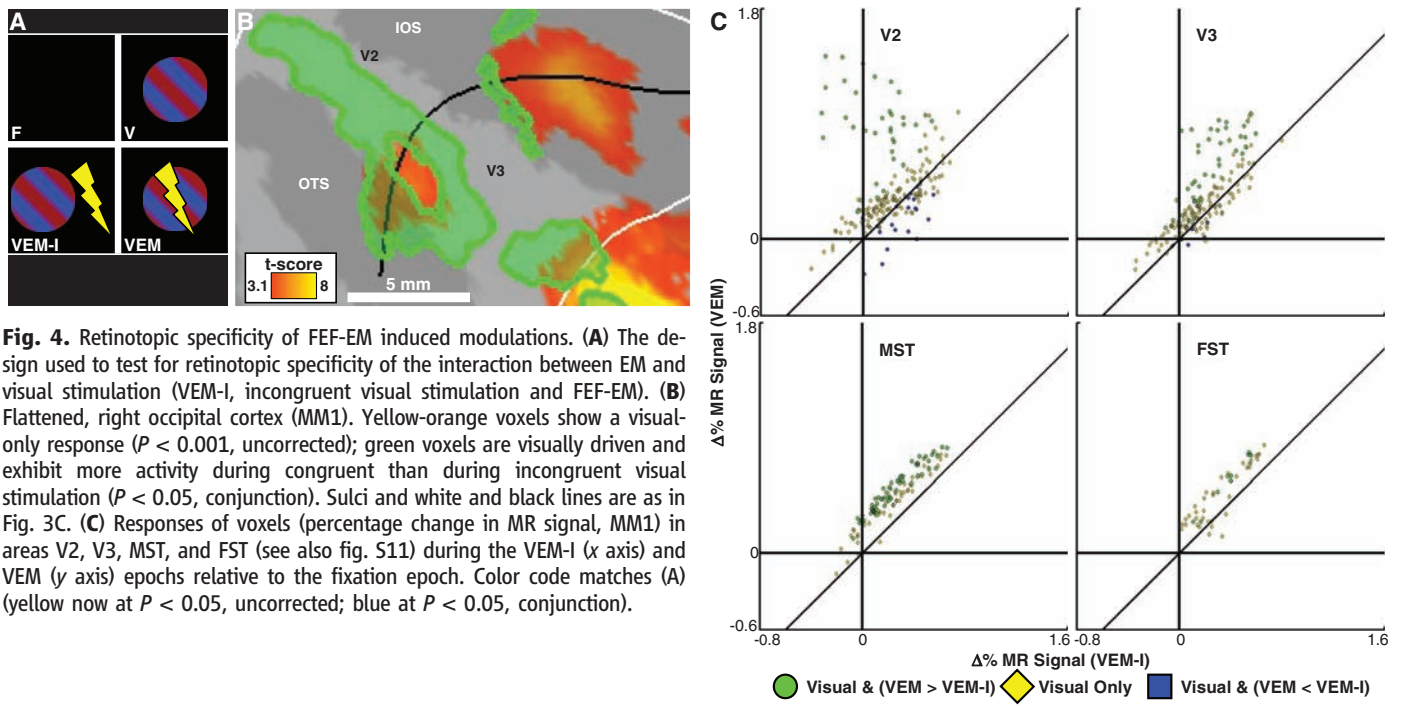 A
F
V
VEM-I
VEM
B
IOS
V2
V3
OTS
t-score
3.1 8
5 mm
Fig. 4. Retinotopic specificity of FEF-EM induced modulations. (A) The de-
sign used to test for retinotopic specificity of the interaction between EM and
visual stimulation (VEM-I, incongruent visual stimulation and FEF-EM). (B)
Flattened, right occipital cortex (MM1). Yellow-orange voxels show a visual-
only response (P < 0.001, uncorrected); green voxels are visually driven and
exhibit more activity during congruent than during incongruent visual
stimulation (P < 0.05, conjunction). Sulci and white and black lines are as in
Fig. 3C. (C) Responses of voxels (percentage change in MR signal, MM1) in
areas V2, V3, MST, and FST (see also fig. S11) during the VEM-I (x axis) and
VEM (y axis) epochs relative to the fixation epoch. Color code matches (A)
(yellow now at P < 0.05, uncorrected; blue at P < 0.05, conjunction).
C
1.8
V2
V3
0
-0.6
Δ% MR Signal (VEM)
1.8
MST
FST
0
-0.6
-0.8 0 1.6 -0.8 0 1.6
Δ% MR Signal (VEM-I)
Visual & (VEM > VEM-I) Visual Only Visual & (VEM < VEM-I)